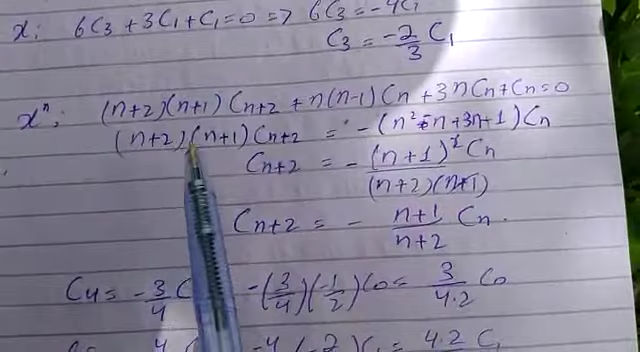 x: 6C3 + 3C1 + C1 = 0 => 6C3 = -4C1
C3 = -2/3 C1
x^n: (n+2)(n+1) Cn+2 + n(n-1) Cn + 3n Cn + Cn = 0
(n+2)(n+1) Cn+2 = -(n² - n + 3n + 1) Cn
Cn+2 = - (n+1)² Cn / (n+2)(n+1)
Cn+2 = - n+1/n+2 Cn.
C4 = -3/4 C -(3/4)(-1/2) C0 = 3/4.2 C0